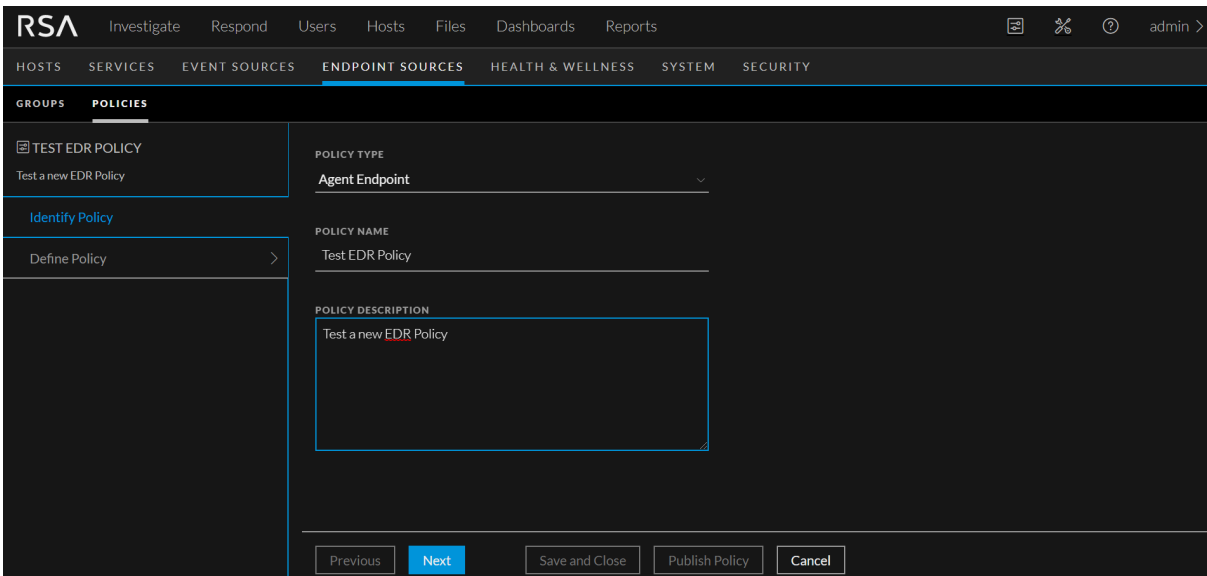 RSA Investigate Respond Users Hosts Files Dashboards Reports admin
HOSTS SERVICES EVENT SOURCES ENDPOINT SOURCES HEALTH & WELLNESS SYSTEM SECURITY
GROUPS POLICIES
TEST EDR POLICY
Test a new EDR Policy
Identify Policy
Define Policy
POLICY TYPE
Agent Endpoint
POLICY NAME
Test EDR Policy
POLICY DESCRIPTION
Test a new EDR Policy
Previous Next Save and Close Publish Policy Cancel